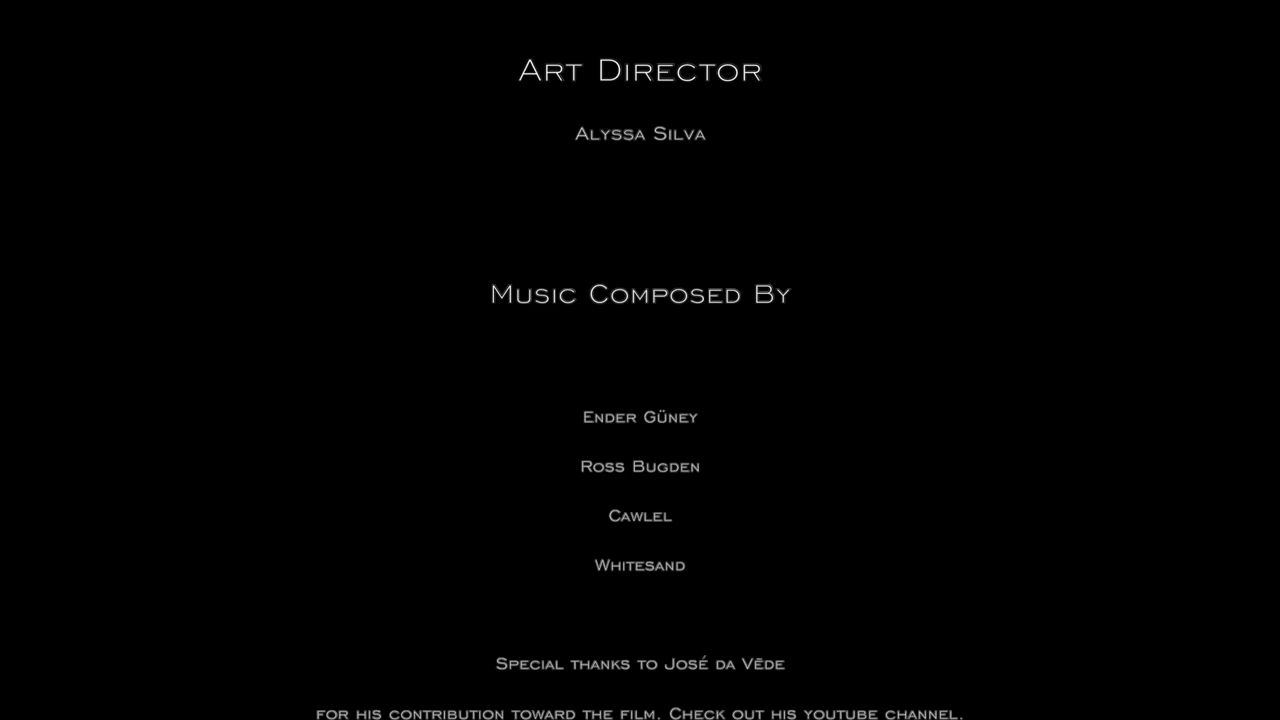 Art Director
Alyssa Silva
Music Composed By
Ender Güney
Ross Bugden
Cawlel
Whitesand
Special thanks to José da Vēde
for his contribution toward the film. Check out his youtube channel.